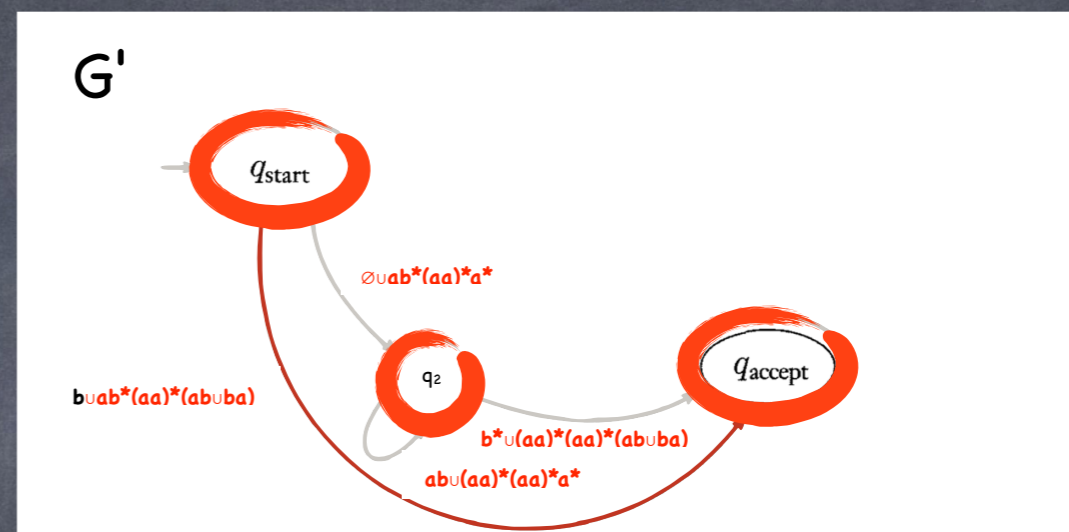 G'
qstart
∅∪ab*(aa)*a*
q2
qaccept
b∪ab*(aa)*(ab∪ba)
b*∪(aa)*(aa)*(ab∪ba)
ab∪(aa)*(aa)*a*